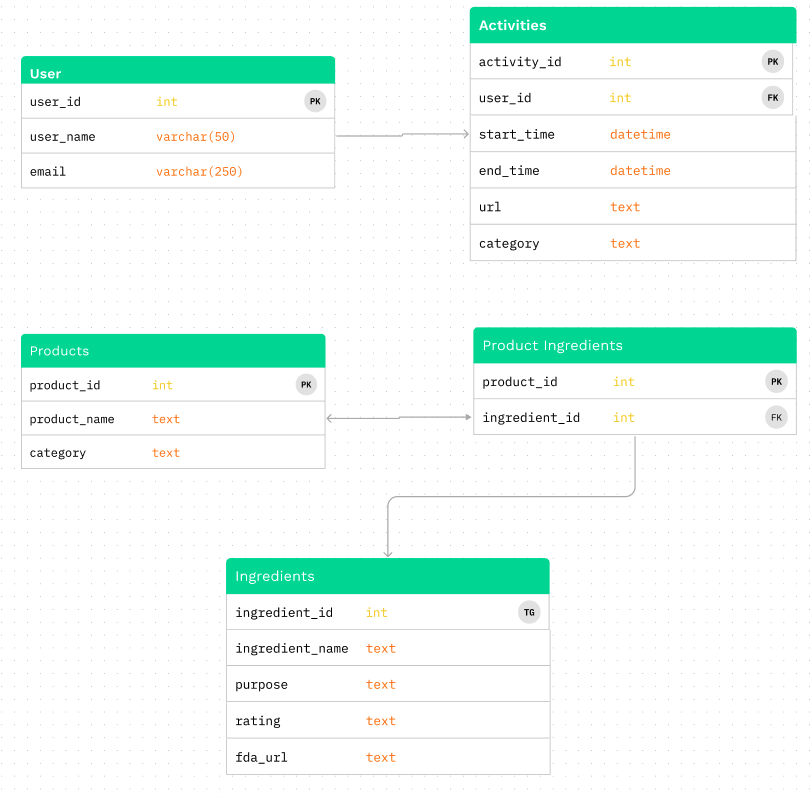 User
user_id int PK
user_name varchar(50)
email varchar(250)
Activities
activity_id int PK
user_id int FK
start_time datetime
end_time datetime
url text
category text
Products
product_id int PK
product_name text
category text
Product Ingredients
product_id int PK
ingredient_id int FK
Ingredients
ingredient_id int TG
ingredient_name text
purpose text
rating text
fda_url text